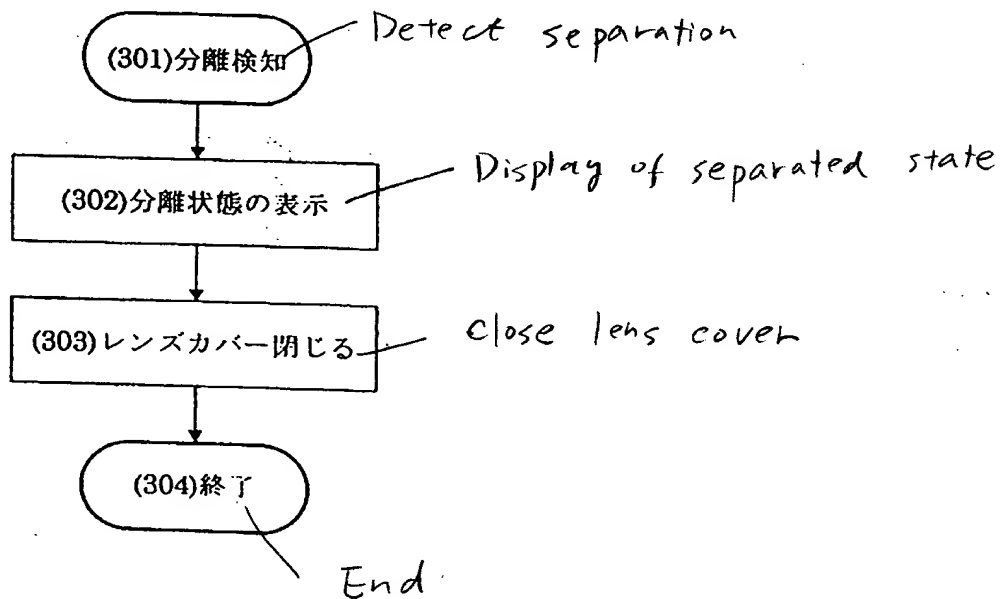 (301)分離検知
Detect separation
(302)分離状態の表示
Display of separated state
(303)レンズカバー閉じる
Close lens cover
(304)終了
End